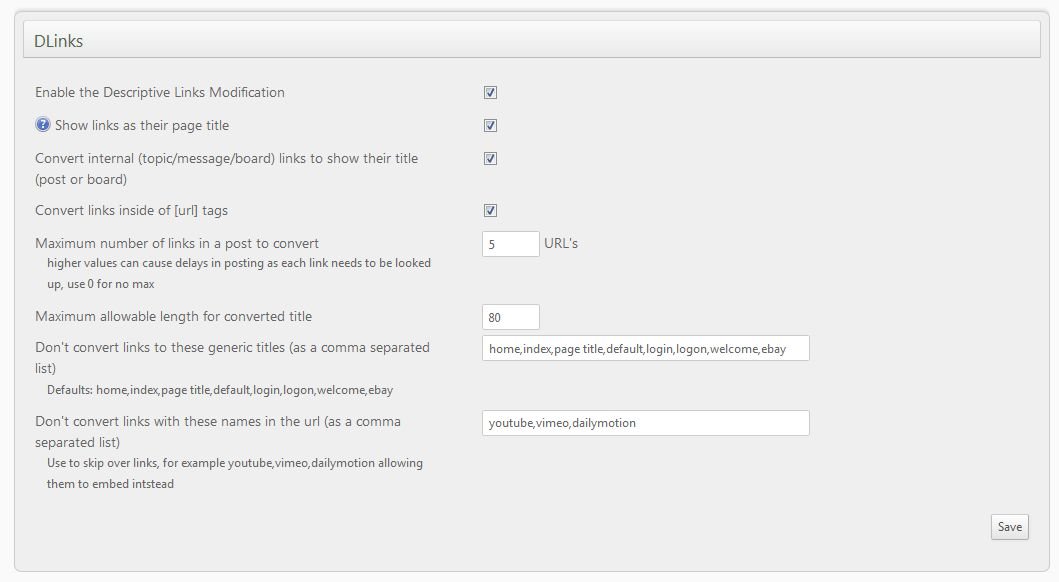 DLinks
Enable the Descriptive Links Modification
Show links as their page title
Convert internal (topic/message/board) links to show their title
(post or board)
Convert links inside of [url] tags
Maximum number of links in a post to convert
5 URL's
higher values can cause delays in posting as each link needs to be looked
up, use 0 for no max
Maximum allowable length for converted title
80
Don't convert links to these generic titles (as a comma separated
list)
home,index,page title,default,login,logon,welcome,ebay
Defaults: home,index,page title,default,login,logon,welcome,ebay
Don't convert links with these names in the url (as a comma
separated list)
youtube,vimeo,dailymotion
Use to skip over links, for example youtube,vimeo,dailymotion allowing
them to embed intstead
Save